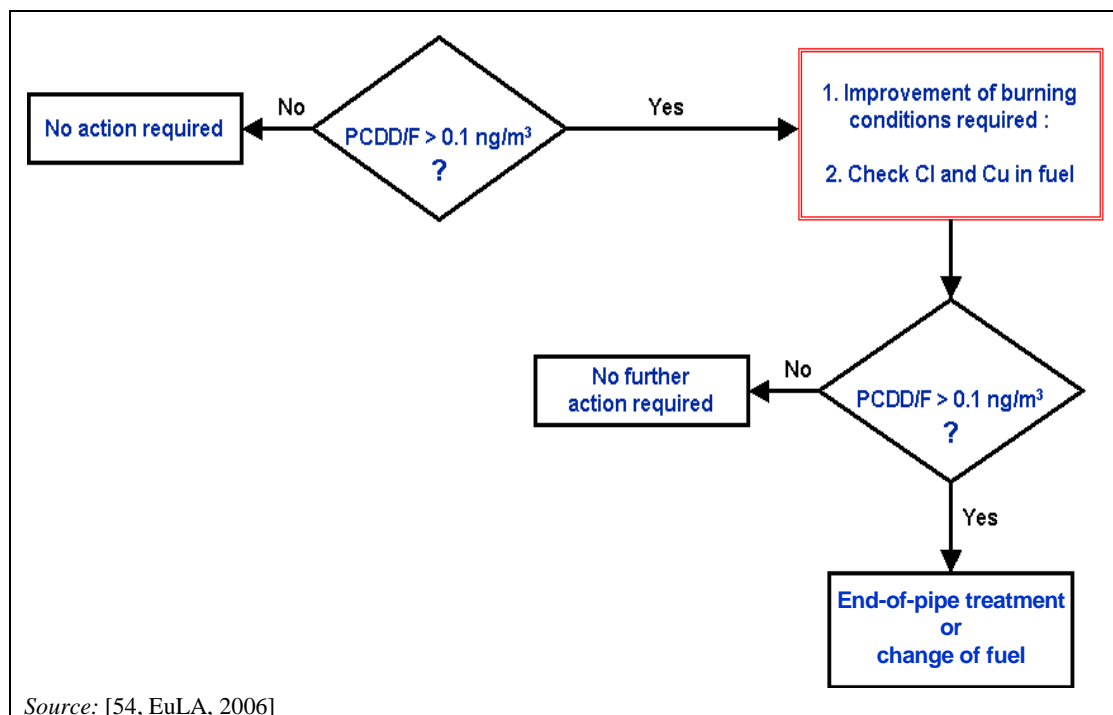 No action required
No
PCDD/F > 0.1 ng/m³
?
Yes
1. Improvement of burning
conditions required :
2. Check Cl and Cu in fuel
No further
action required
No
PCDD/F > 0.1 ng/m³
?
Yes
End-of-pipe treatment
or
change of fuel
Source: [54, EuLA, 2006]